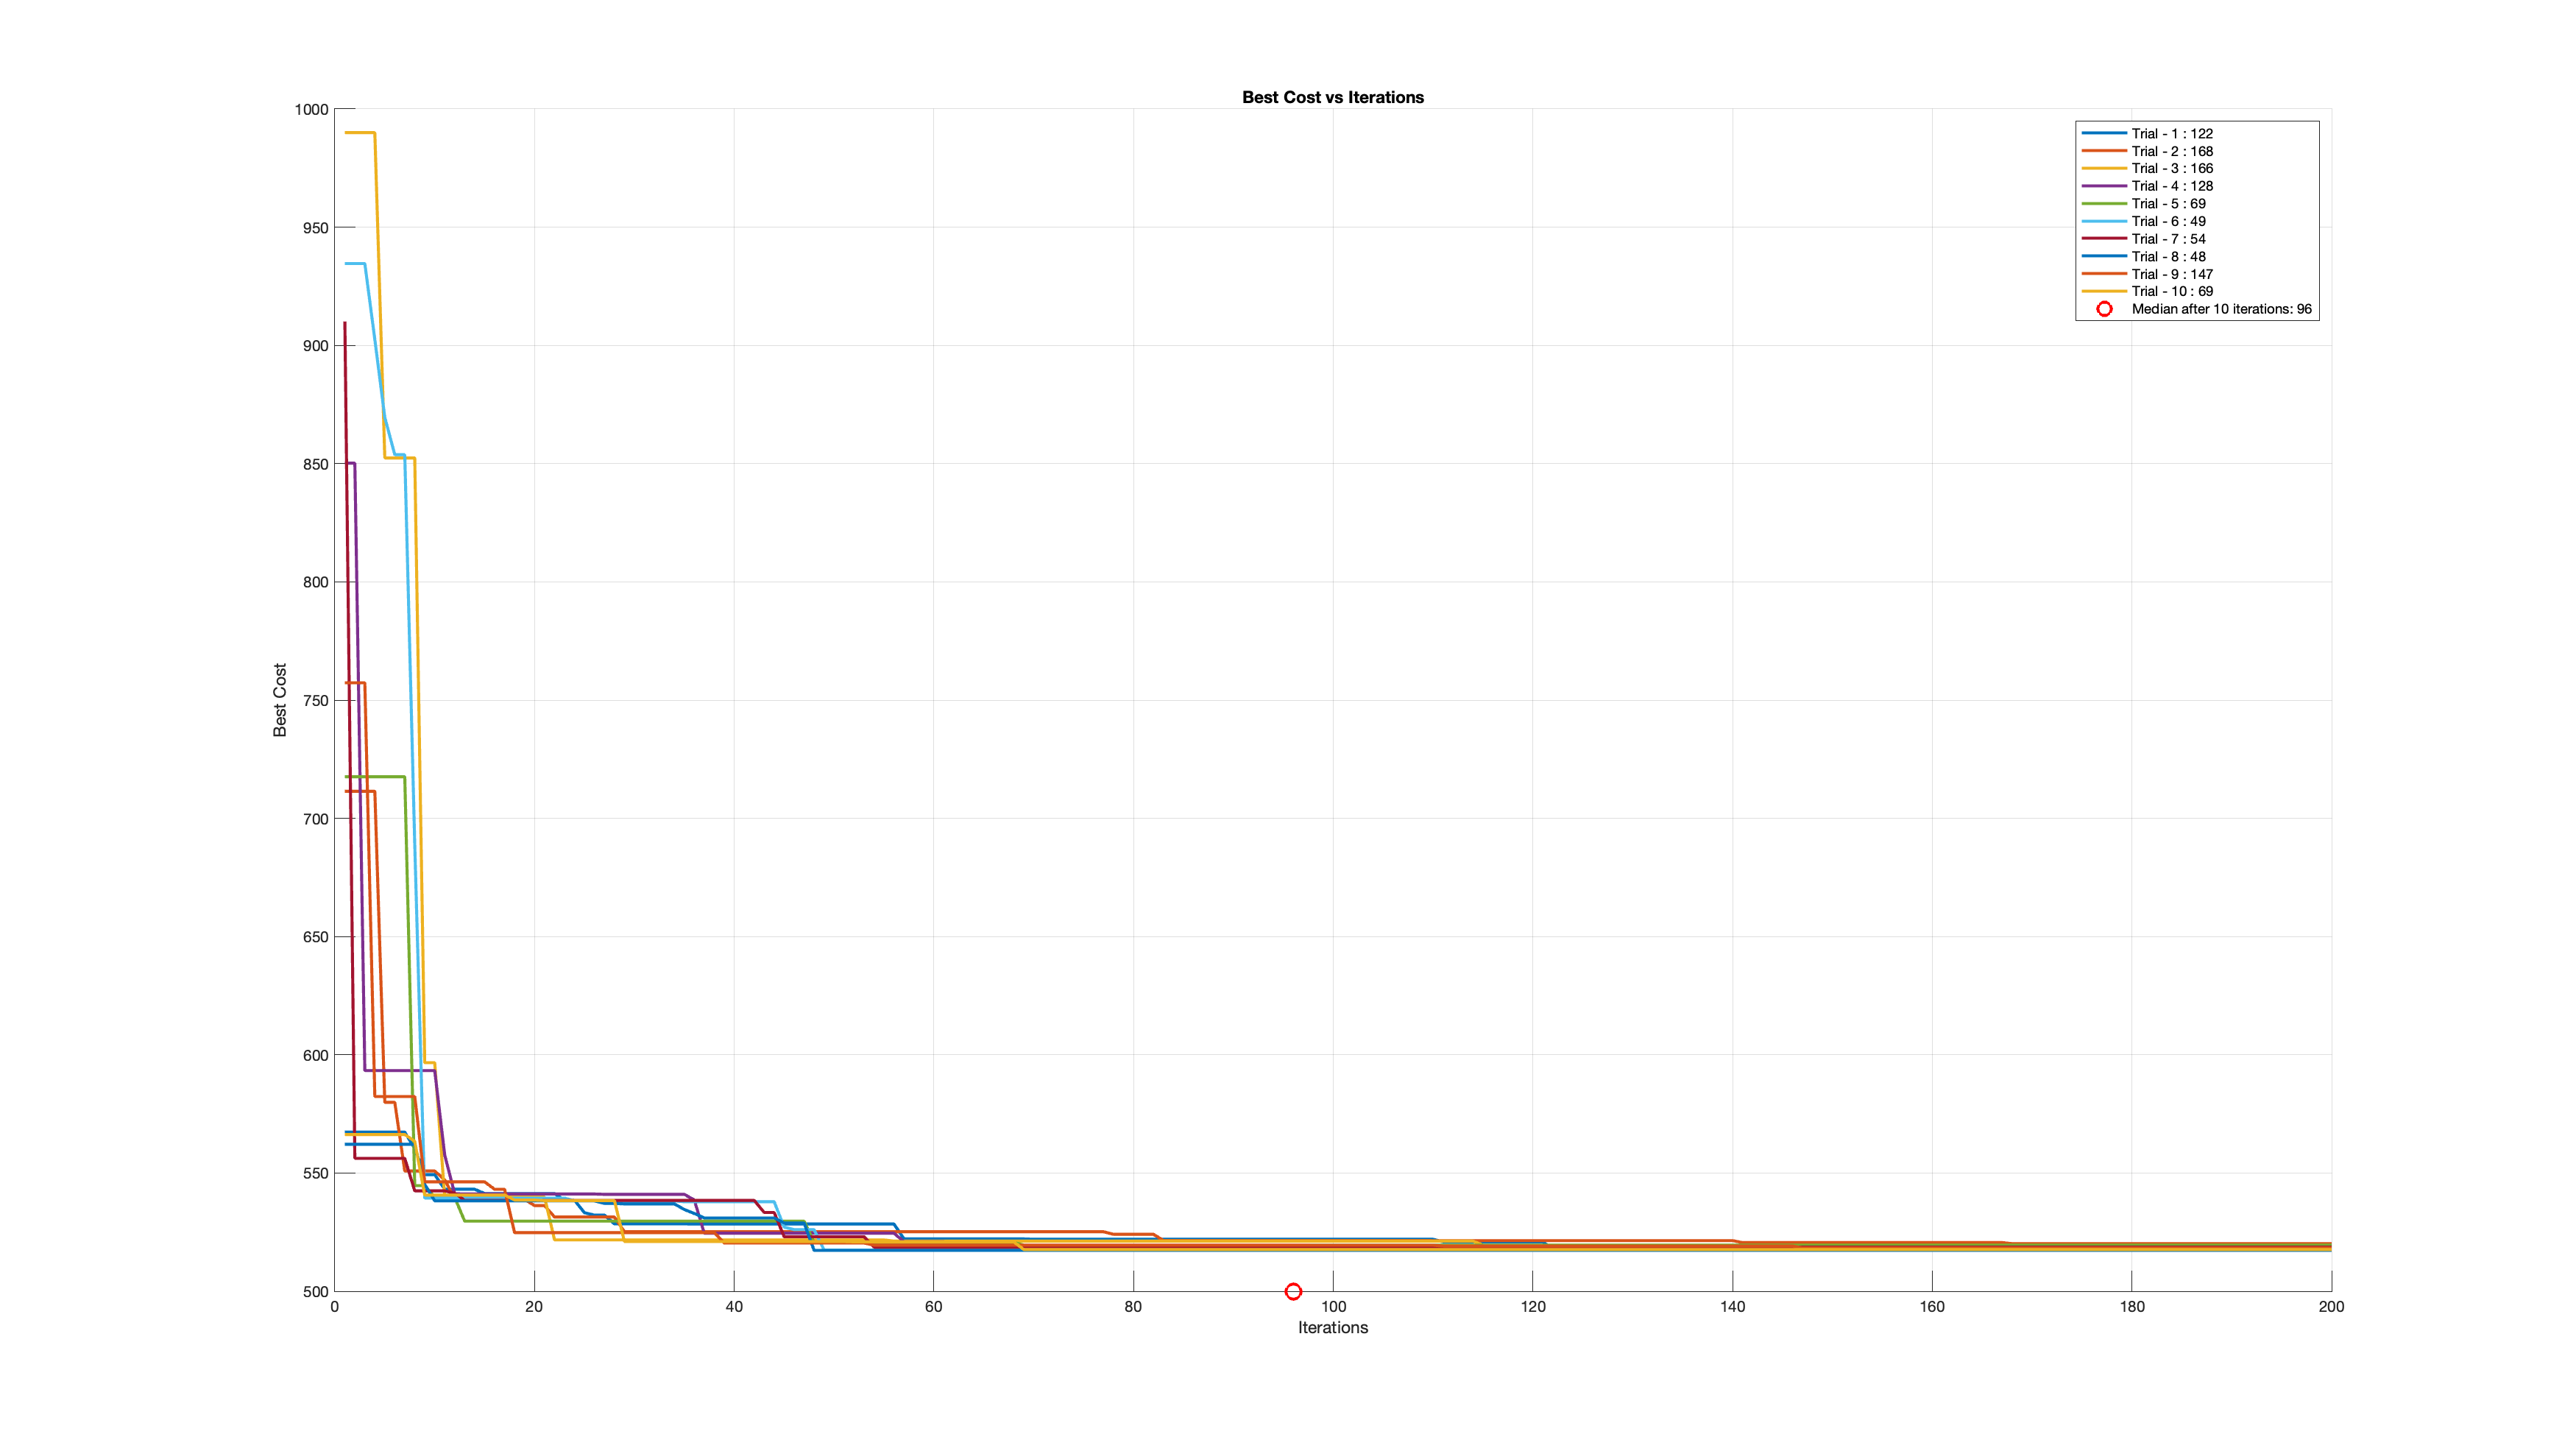 Best Cost vs Iterations
1000
950
900
850
800
750
700
650
600
550
500
Best Cost
0
20
40
60
80
100
120
140
160
180
200
Iterations
Trial - 1 : 122
Trial - 2 : 168
Trial - 3 : 166
Trial - 4 : 128
Trial - 5 : 69
Trial - 6 : 49
Trial - 7 : 54
Trial - 8 : 48
Trial - 9 : 147
Trial - 10 : 69
Median after 10 iterations: 96